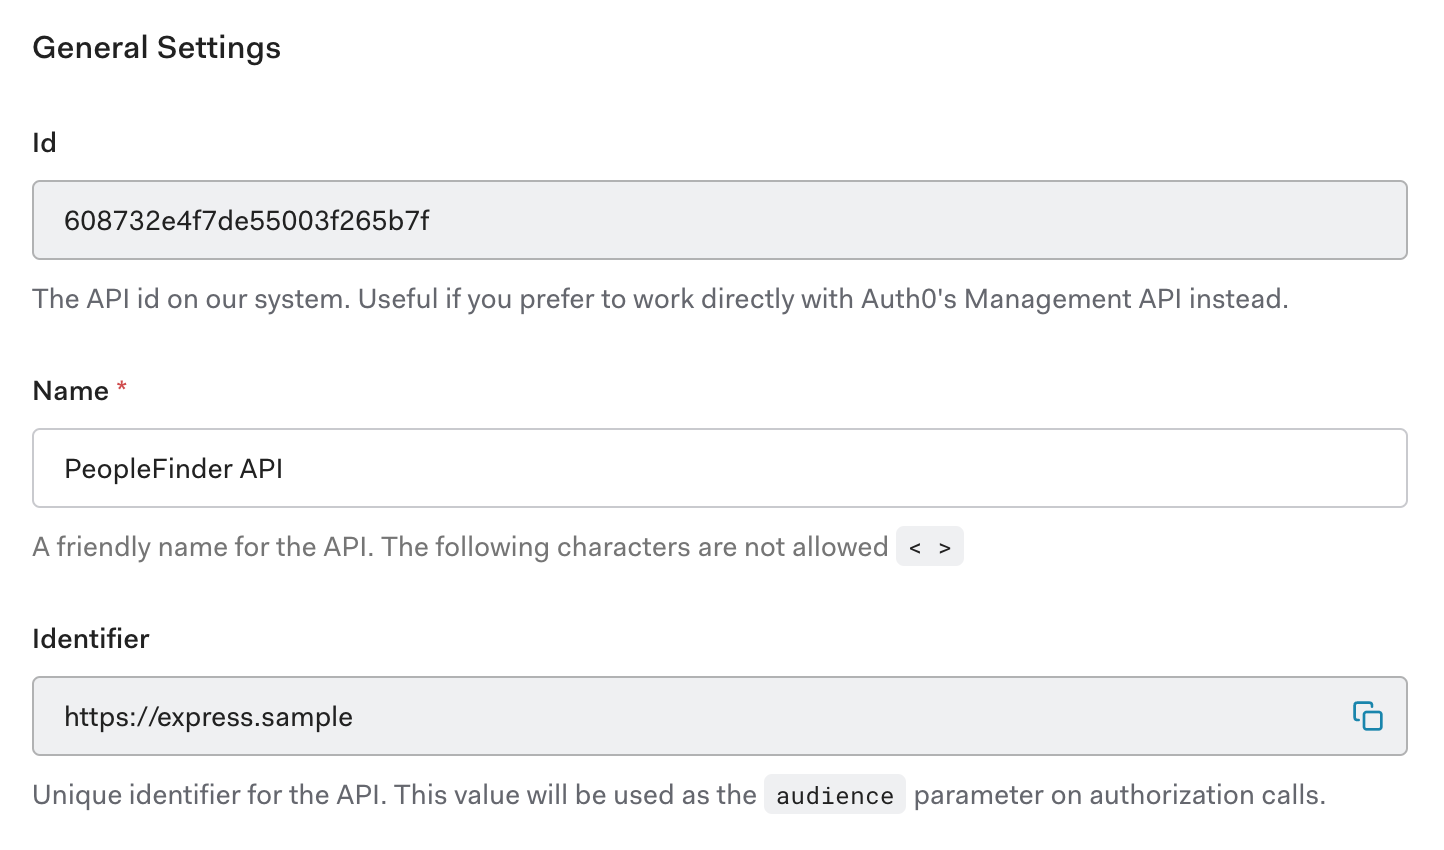 General Settings
Id
608732e4f7de55003f265b7f
The API id on our system. Useful if you prefer to work directly with Auth0's Management API instead.
Name *
PeopleFinder API
A friendly name for the API. The following characters are not allowed < >
Identifier
https://express.sample
Unique identifier for the API. This value will be used as the audience parameter on authorization calls.